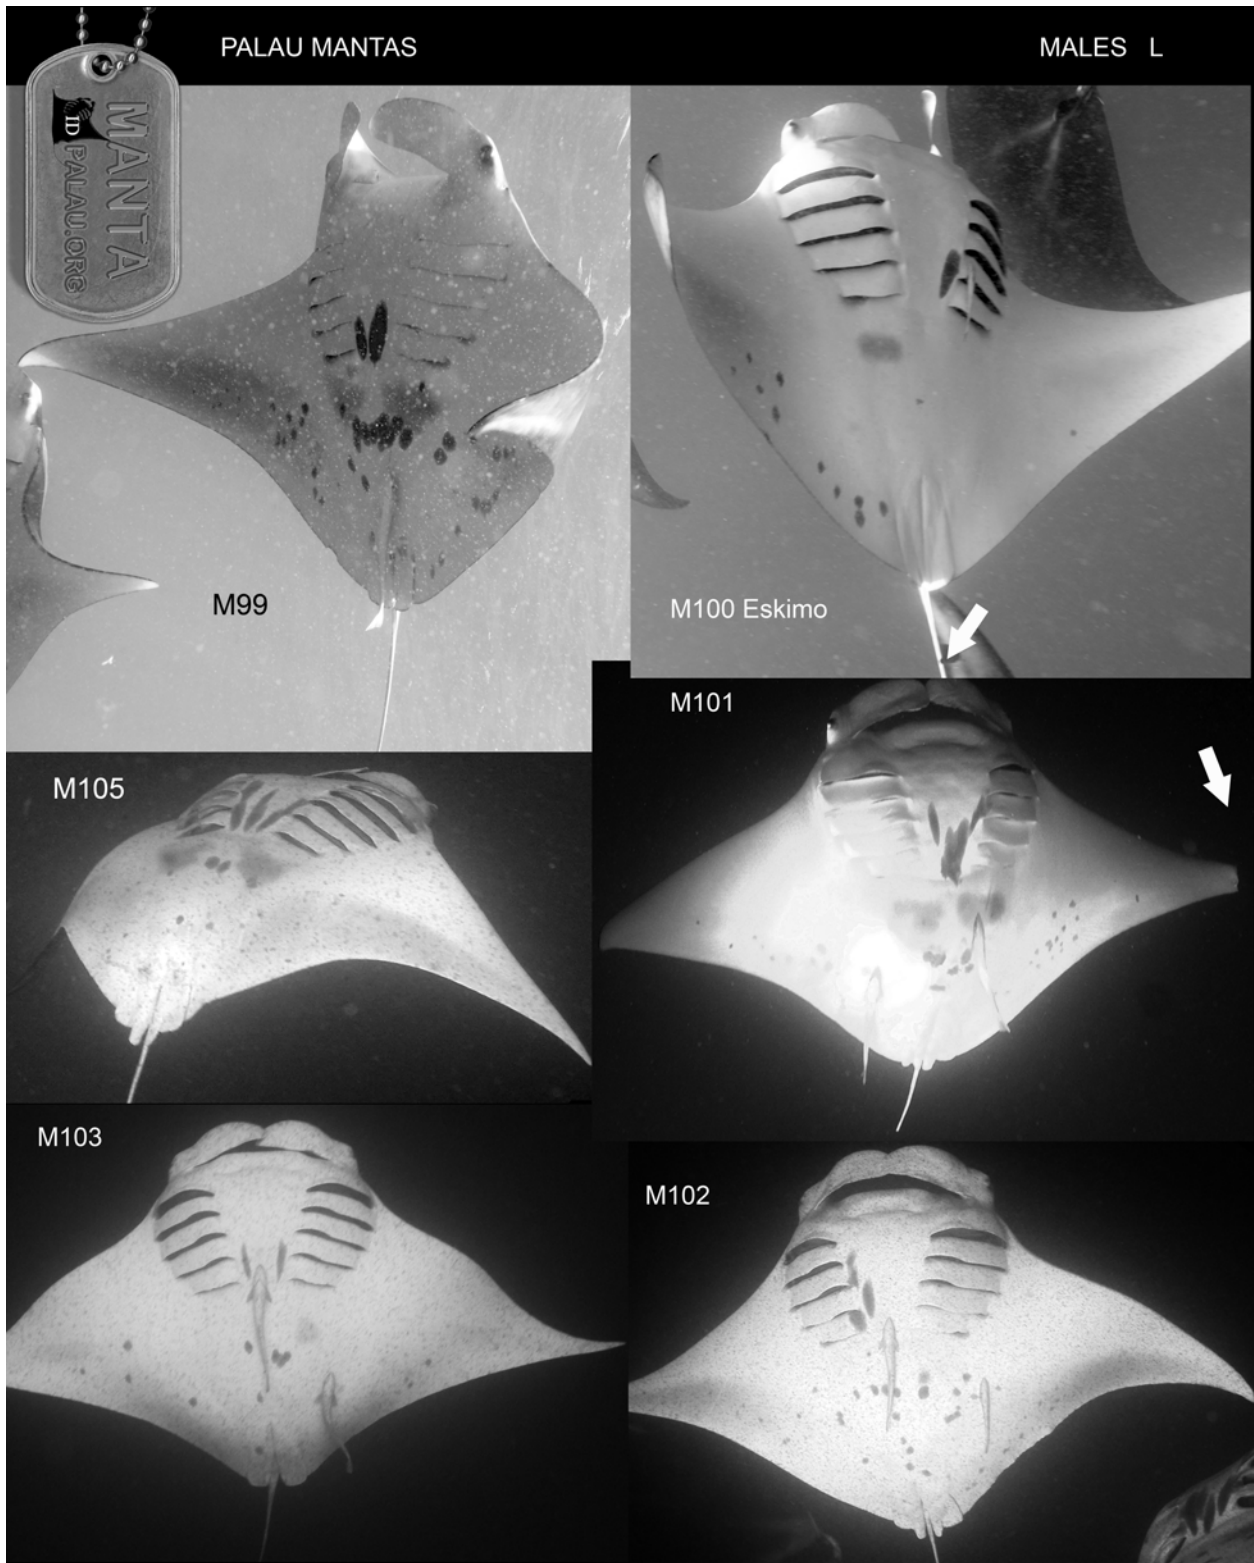 PALAU MANTAS
MALES L
MANTA
ID PALAU.ORG
M99
M100 Eskimo
M101
M105
M103
M102